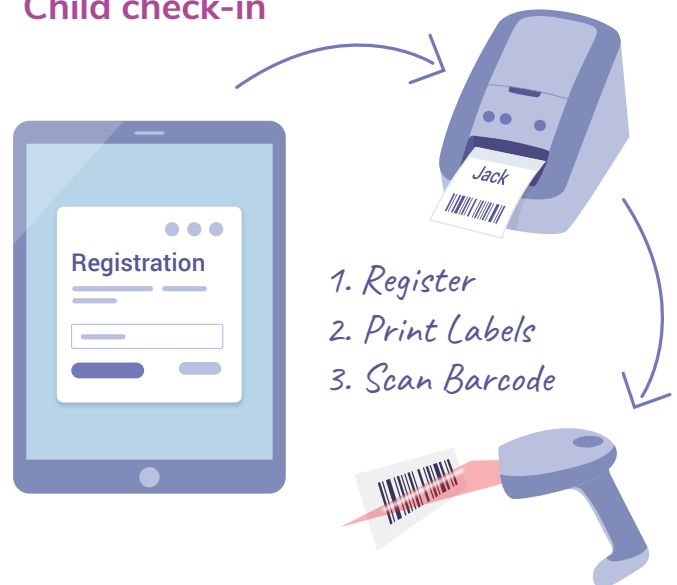 Child check-in
Jack
Registration
1. Register
2. Print Labels
3. Scan Barcode